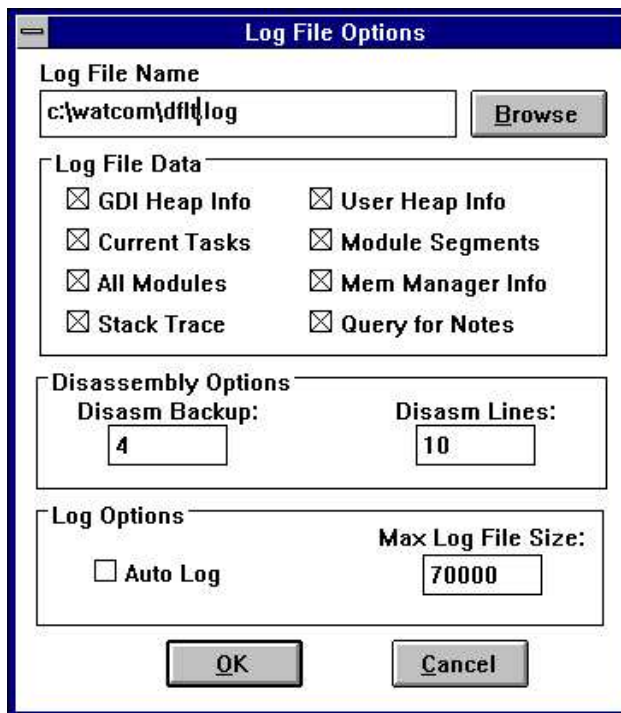 Log File Options
Log File Name
c:\watcom\dflt.log
Browse
Log File Data
GDI Heap Info
User Heap Info
Current Tasks
Module Segments
All Modules
Mem Manager Info
Stack Trace
Query for Notes
Disassembly Options
Disasm Backup:
Disasm Lines:
4
10
Log Options
Max Log File Size:
Auto Log
70000
OK
Cancel